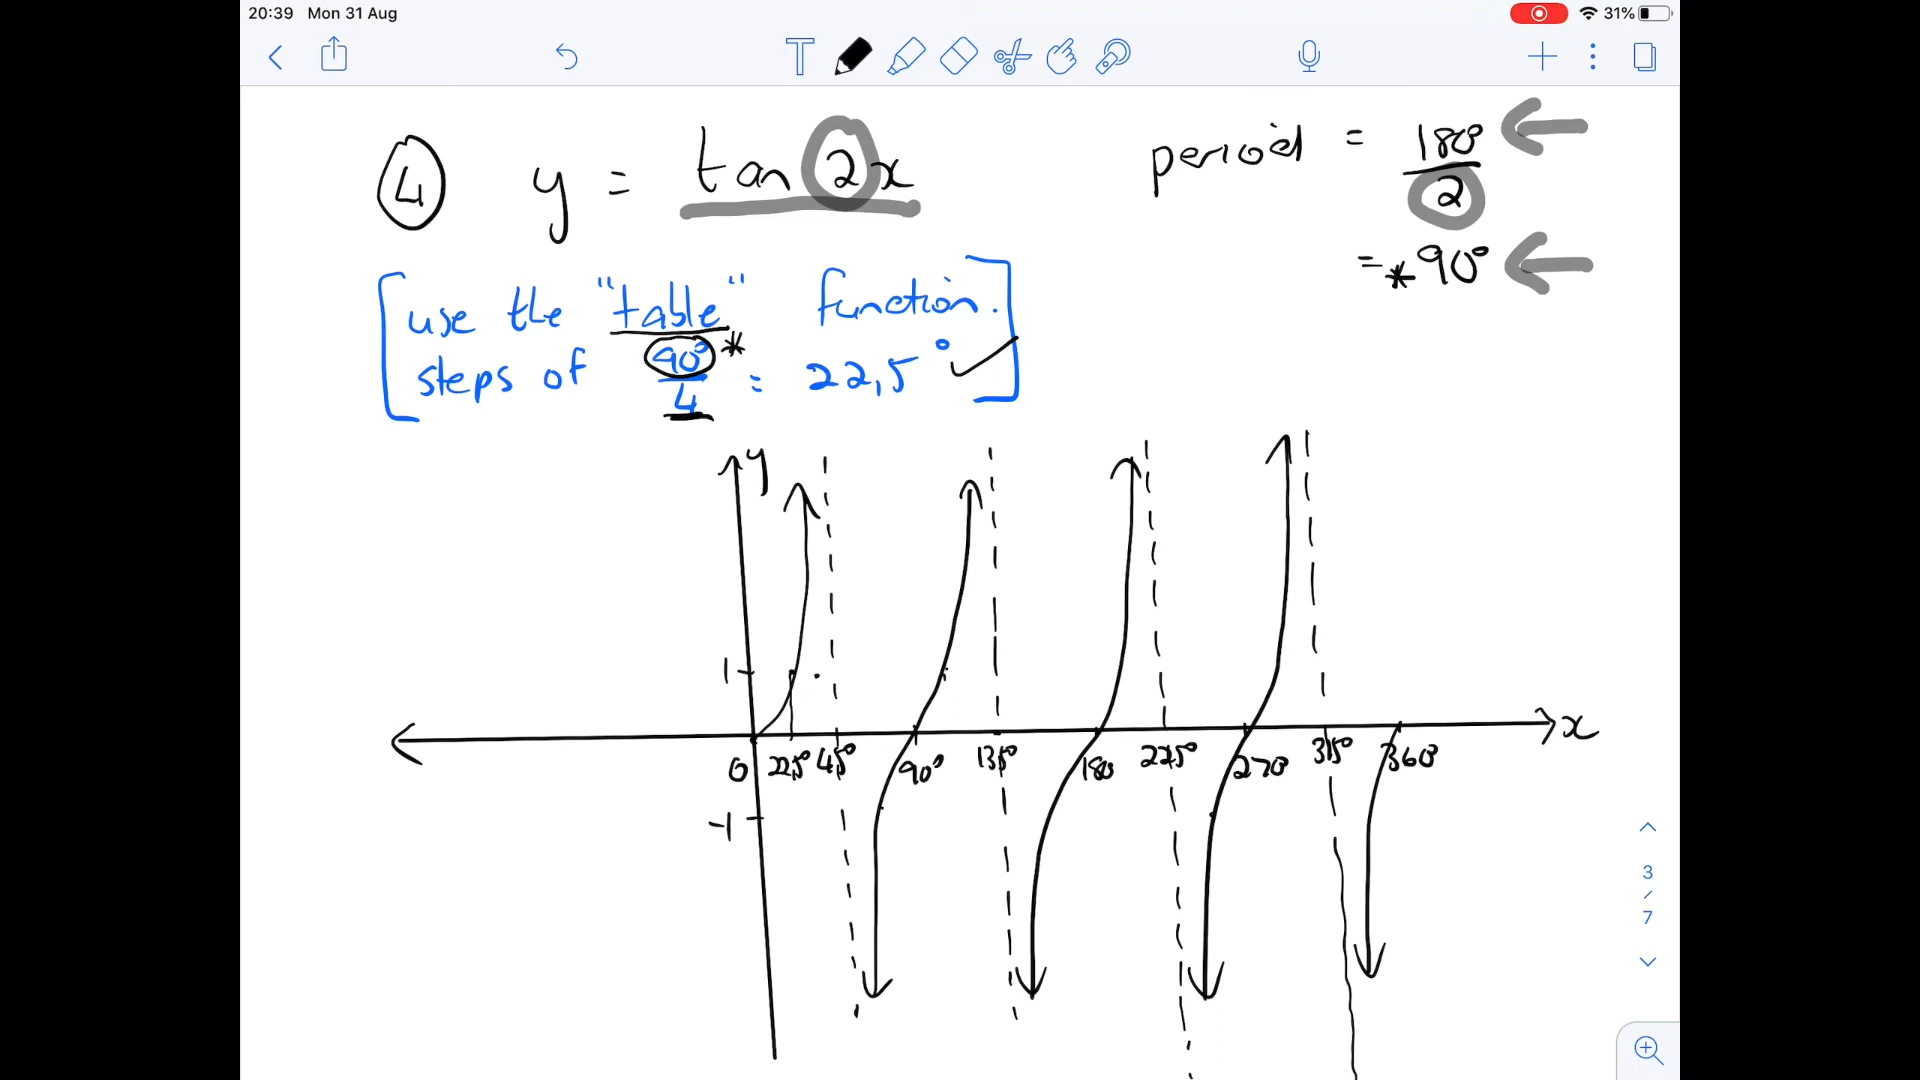 20:39 Mon 31 Aug
31%
T
4 y = tan 2x
period = 180°
2
= *90°
[use the "table" function.
steps of 90°* = 22,5°]
4
y
1
x
0 22,5° 45° 90° 135° 180 225° 270 315° 360°
-1
3
/
7